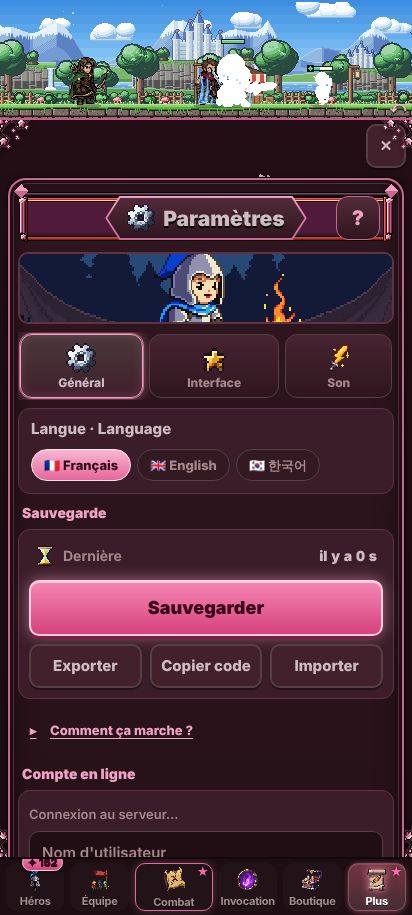 ×
Paramètres
?
Général
Interface
Son
Langue · Language
🇫🇷 Français
🇬🇧 English
🇰🇷 한국어
Sauvegarde
Dernière
il y a 0 s
Sauvegarder
Exporter
Copier code
Importer
▸ Comment ça marche ?
Compte en ligne
Connexion au serveur...
Nom d'utilisateur
Héros
Équipe
Combat
Invocation
Boutique
Plus